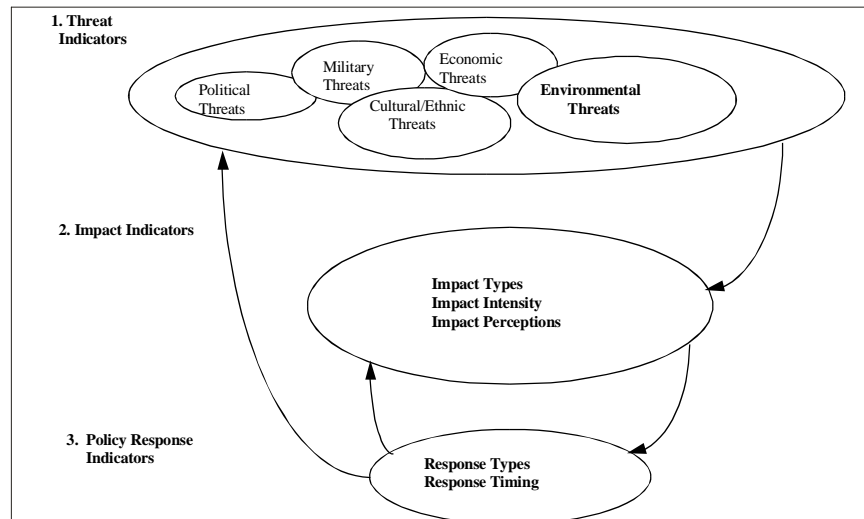 1. Threat
Indicators
Political
Threats
Military
Threats
Economic
Threats
Cultural/Ethnic
Threats
Environmental
Threats
2. Impact Indicators
Impact Types
Impact Intensity
Impact Perceptions
3. Policy Response
Indicators
Response Types
Response Timing